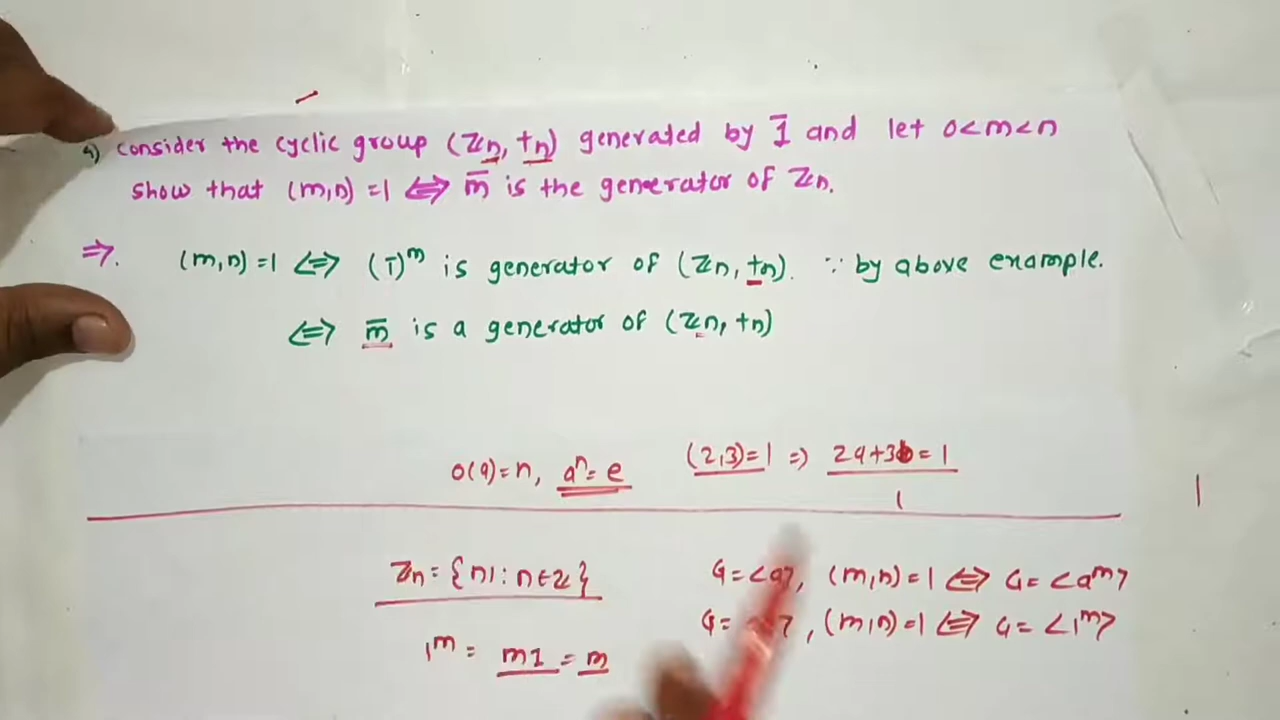 4) Consider the cyclic group (ℤn, +n) generated by 1̄ and let 0<m<n
show that (m,n) =1 ⇔ m̄ is the generator of ℤn.
⇒. (m,n) =1 ⇔ (1̄)^m is generator of (ℤn, +n). ∵ by above example.
⇔ m̄ is a generator of (ℤn, +n)
o(a)=n, a^n=e (2,3)=1 ⇒ 2a+3b=1
1 1
ℤn={n1:n∈ℤ} G=<a>, (m,n)=1 ⇔ G=<a^m>
1^m = m1 = m G= , (m,n)=1 ⇔ G=<1^m>